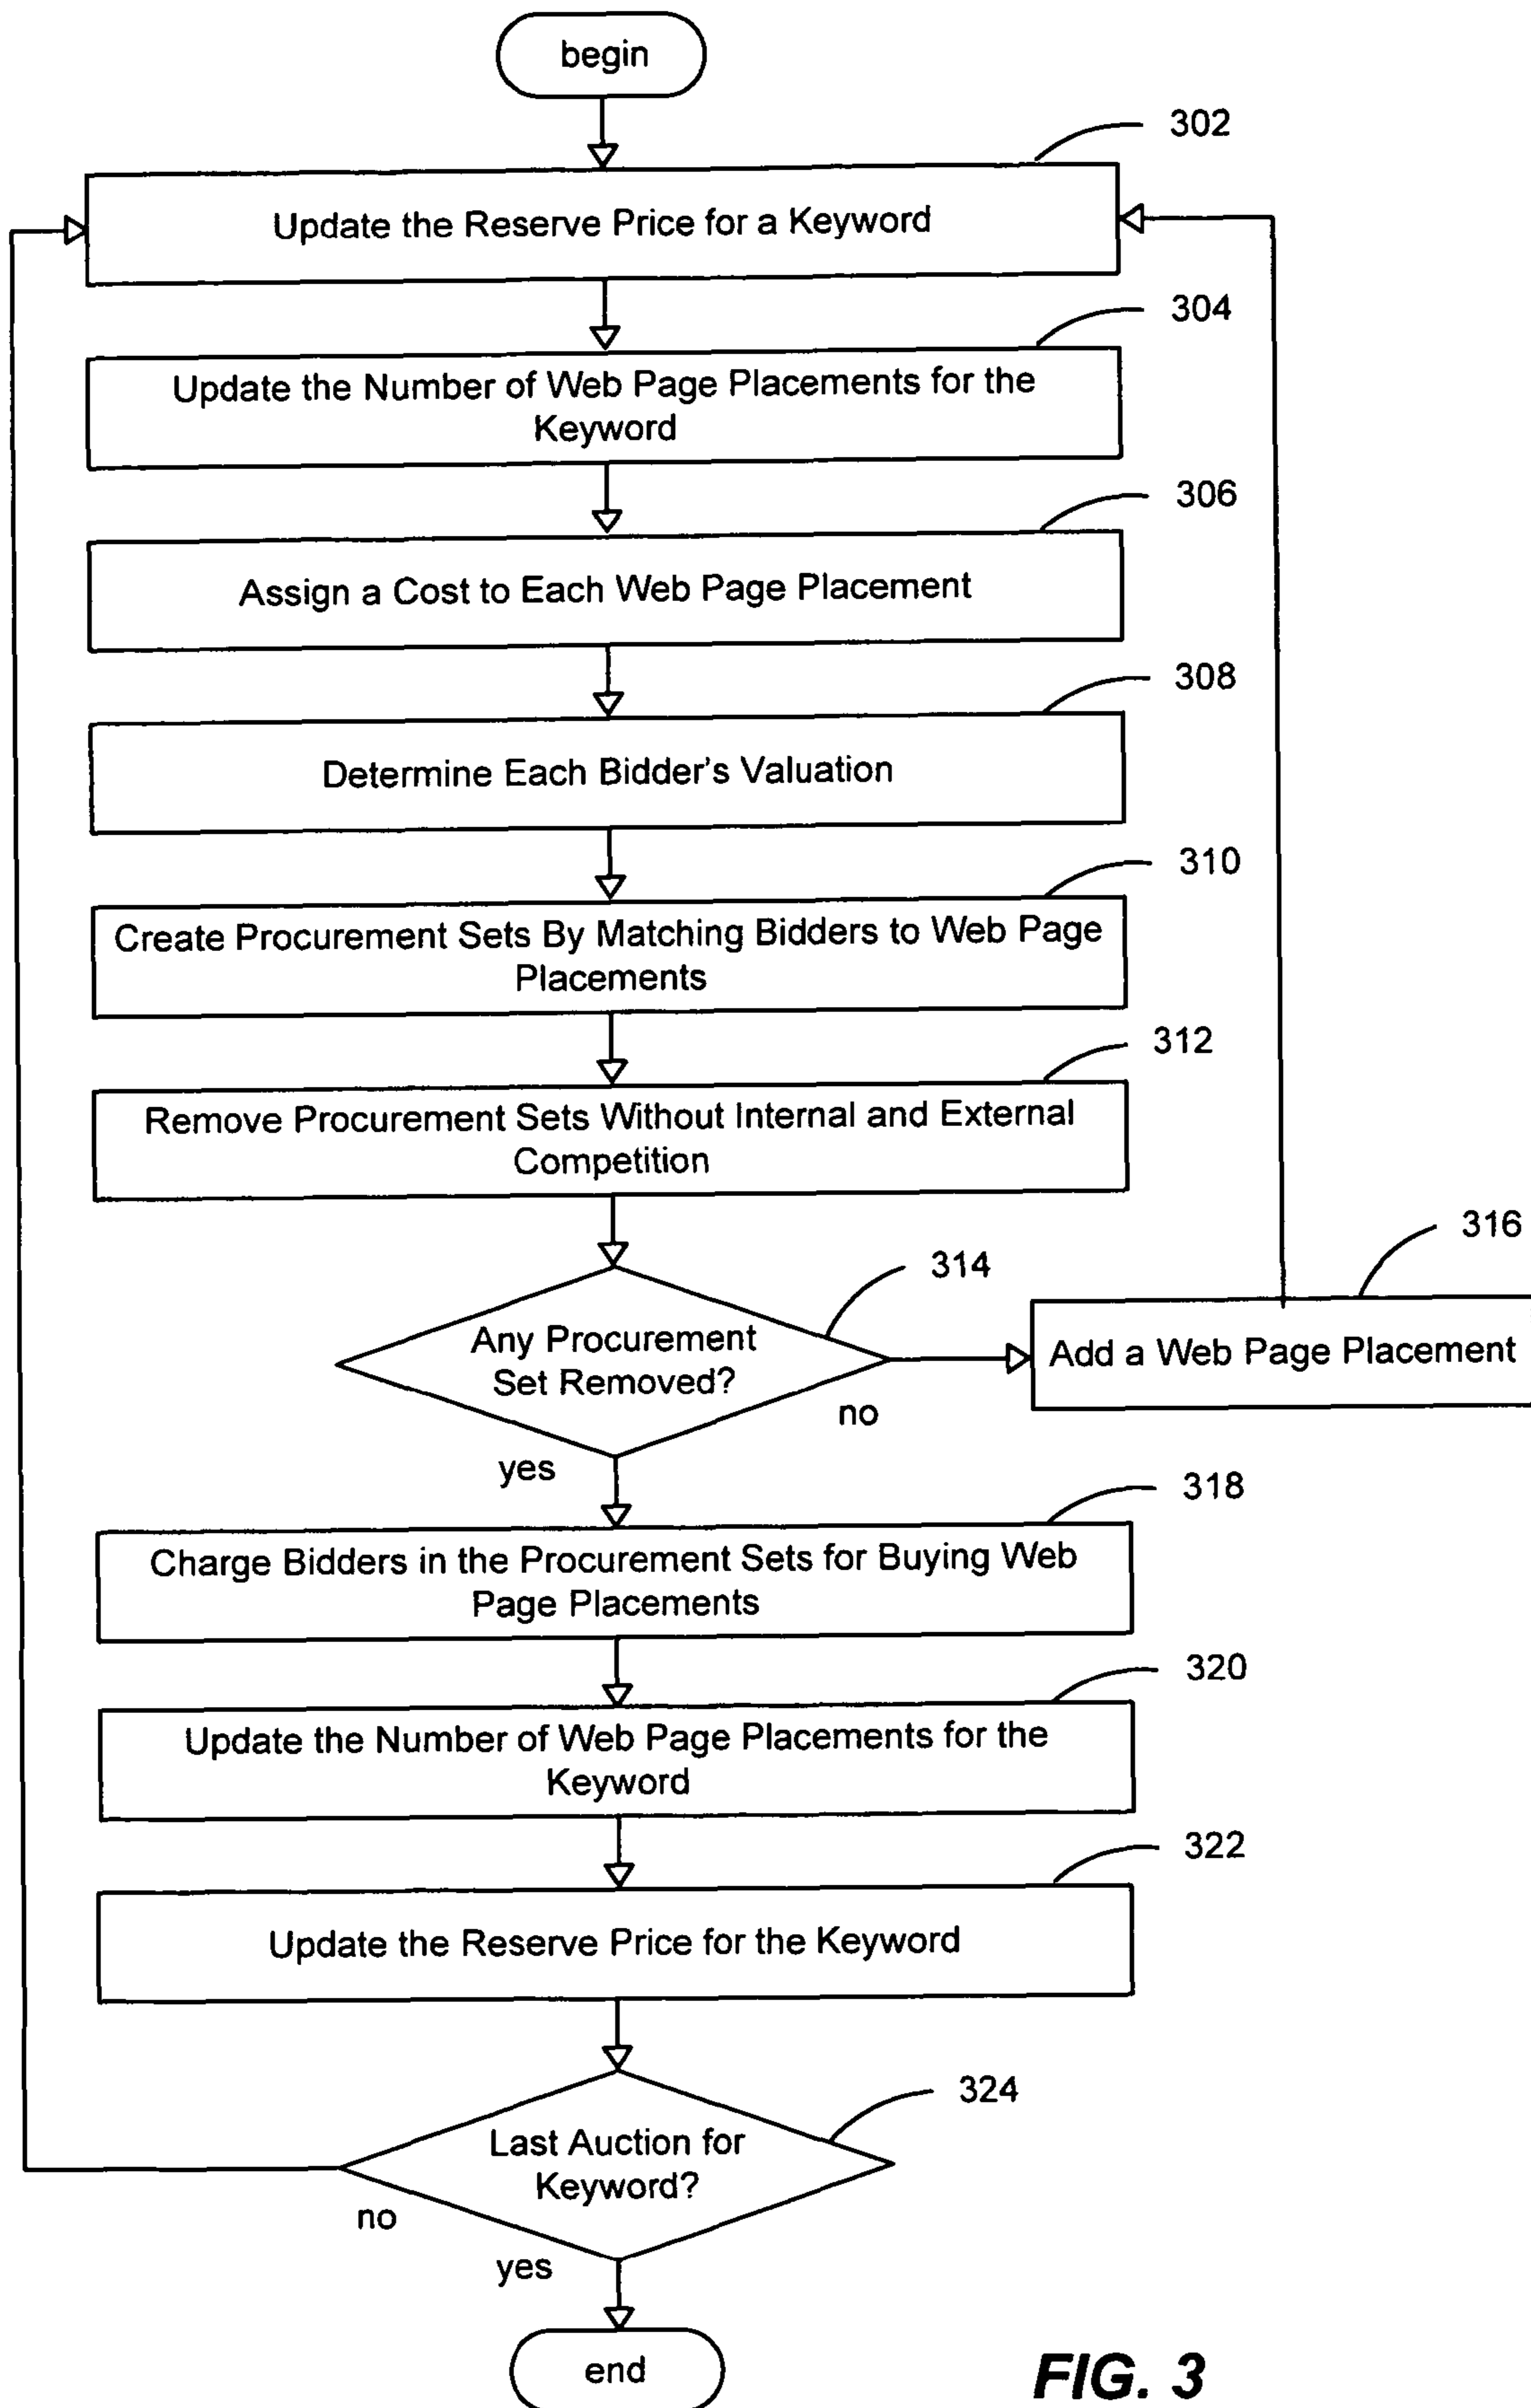 begin
302
Update the Reserve Price for a Keyword
304
Update the Number of Web Page Placements for the
Keyword
306
Assign a Cost to Each Web Page Placement
308
Determine Each Bidder's Valuation
310
Create Procurement Sets By Matching Bidders to Web Page
Placements
312
Remove Procurement Sets Without Internal and External
Competition
314
Any Procurement
Set Removed?
no
yes
316
Add a Web Page Placement
318
Charge Bidders in the Procurement Sets for Buying Web
Page Placements
320
Update the Number of Web Page Placements for the
Keyword
322
Update the Reserve Price for the Keyword
324
Last Auction for
Keyword?
no
yes
end
FIG. 3